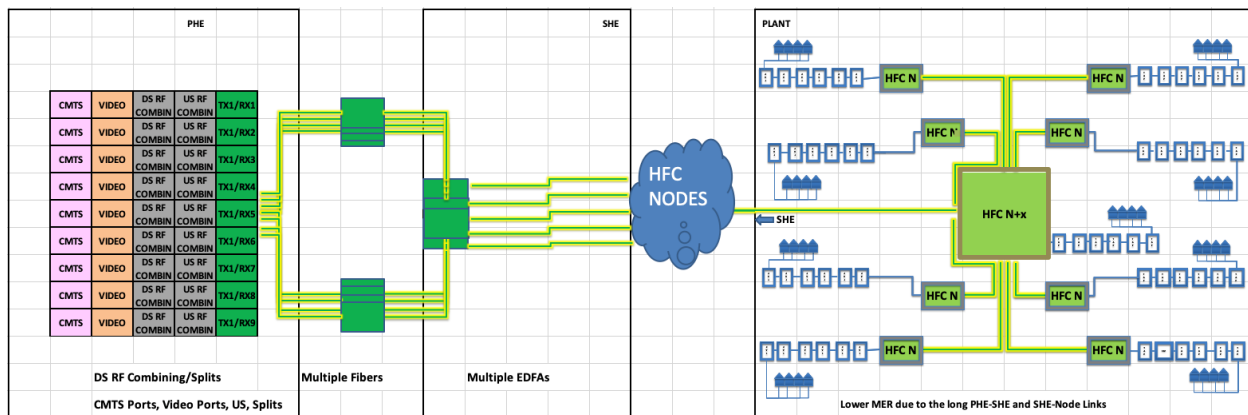 PHE
SHE
PLANT
CMTS VIDEO DS RF COMBIN US RF COMBIN TX1/RX1
CMTS VIDEO DS RF COMBIN US RF COMBIN TX1/RX2
CMTS VIDEO DS RF COMBIN US RF COMBIN TX1/RX3
CMTS VIDEO DS RF COMBIN US RF COMBIN TX1/RX4
CMTS VIDEO DS RF COMBIN US RF COMBIN TX1/RX5
CMTS VIDEO DS RF COMBIN US RF COMBIN TX1/RX6
CMTS VIDEO DS RF COMBIN US RF COMBIN TX1/RX7
CMTS VIDEO DS RF COMBIN US RF COMBIN TX1/RX8
CMTS VIDEO DS RF COMBIN US RF COMBIN TX1/RX9
HFC
NODES
SHE
HFC N
HFC N
HFC N
HFC N
HFC N+x
HFC N
HFC N
HFC N
HFC N
DS RF Combining/Splits
Multiple Fibers
Multiple EDFAs
CMTS Ports, Video Ports, US, Splits
Lower MER due to the long PHE-SHE and SHE-Node Links